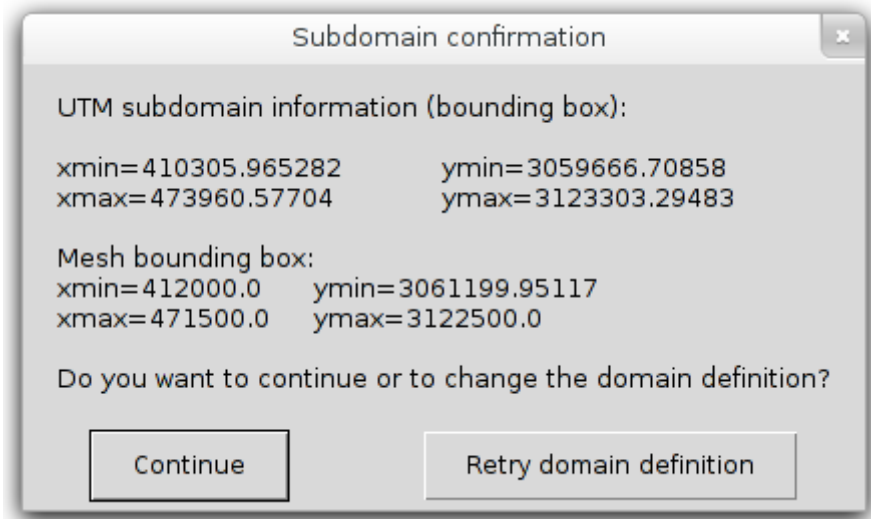 Subdomain confirmation
UTM subdomain information (bounding box):
xmin=410305.965282 ymin=3059666.70858
xmax=473960.57704 ymax=3123303.29483
Mesh bounding box:
xmin=412000.0 ymin=3061199.95117
xmax=471500.0 ymax=3122500.0
Do you want to continue or to change the domain definition?
Continue Retry domain definition